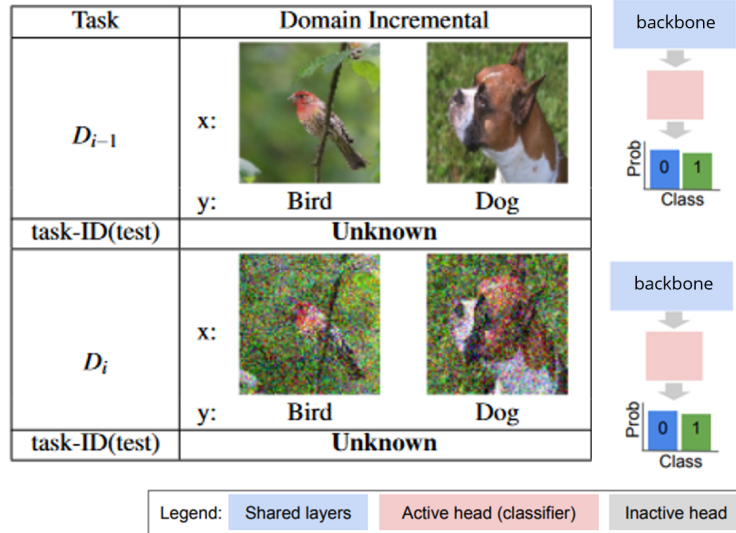 Task Domain Incremental
D_{i−1}
x:
y: Bird Dog
task-ID(test) Unknown
D_i
x:
y: Bird Dog
task-ID(test) Unknown
backbone
Prob
0 1
Class
backbone
Prob
0 1
Class
Legend: Shared layers Active head (classifier) Inactive head